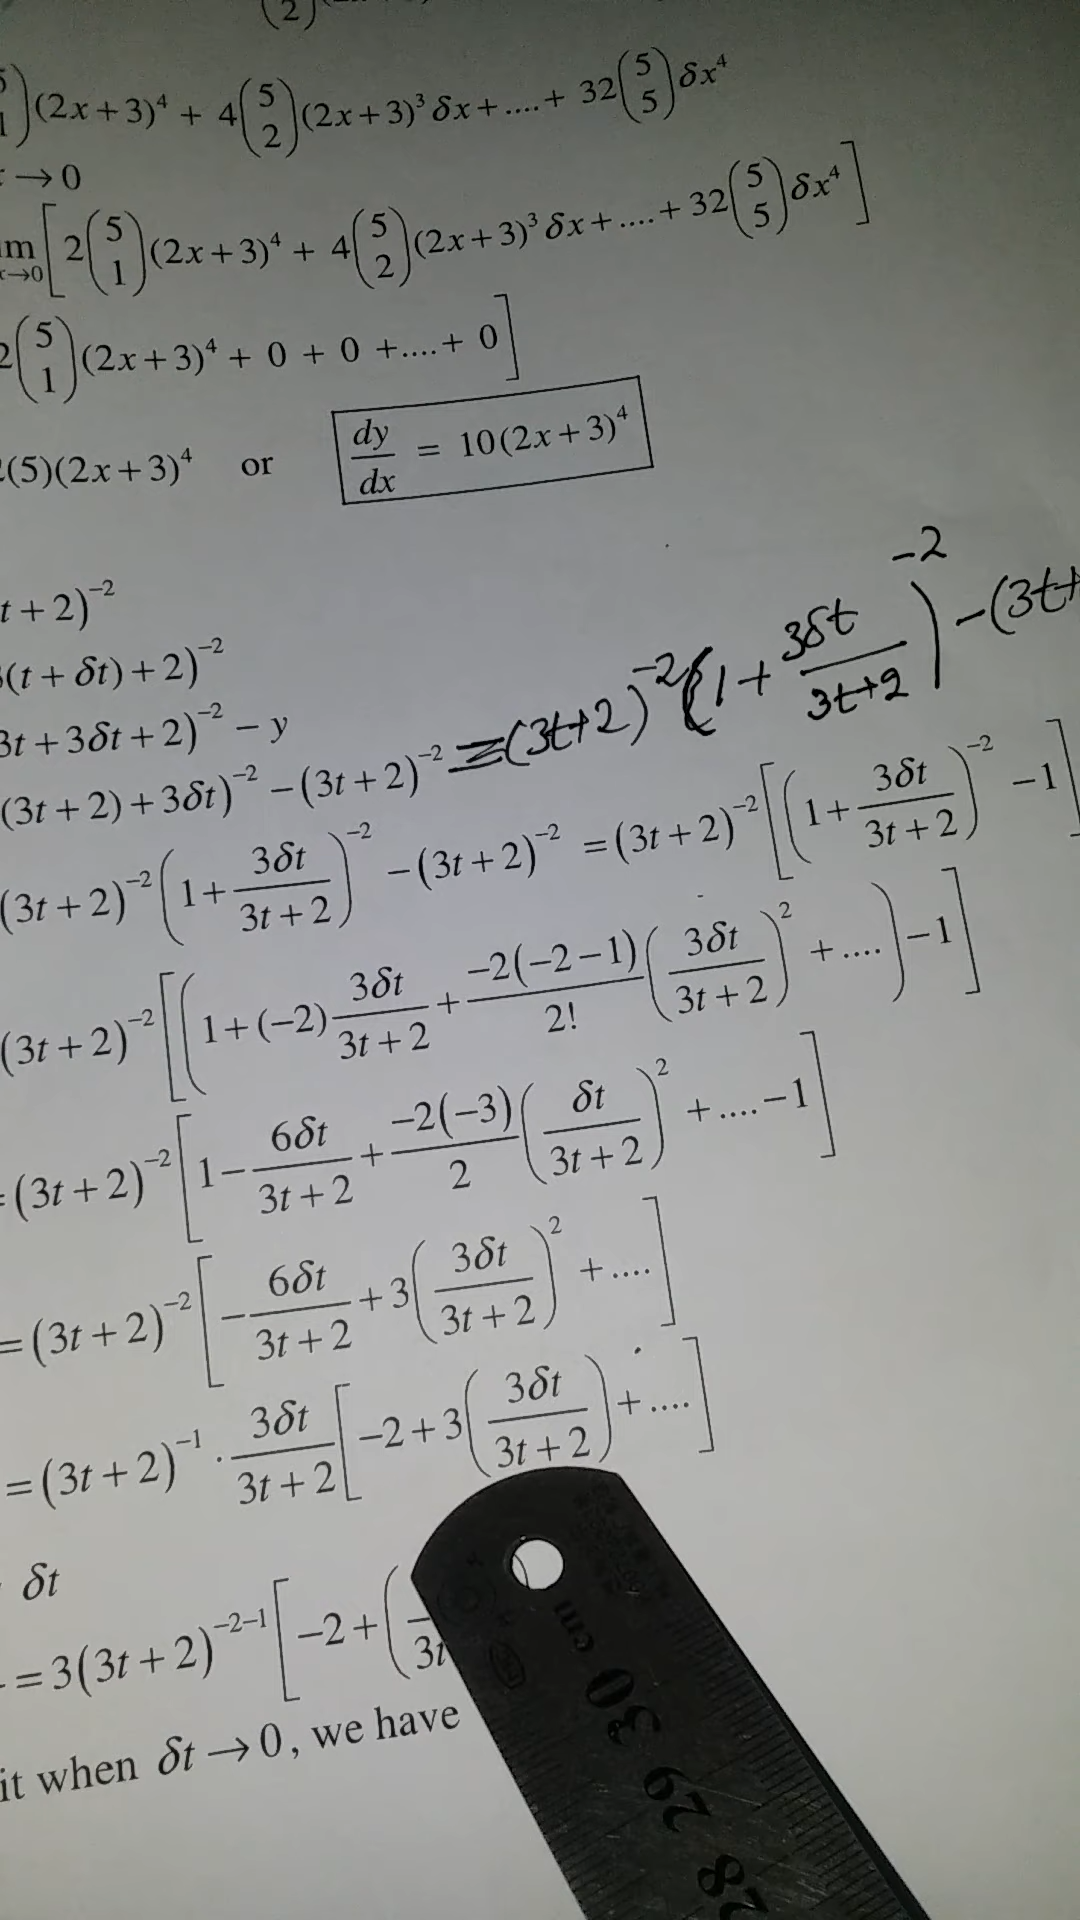 (2)
(5 1)(2x+3)⁴ + 4(5 2)(2x+3)³ δx + .... + 32(5 5)δx⁴
→ 0
[2(5 1)(2x+3)⁴ + 4(5 2)(2x+3)³ δx + .... + 32(5 5)δx⁴]
2(5 1)(2x+3)⁴ + 0 + 0 + .... + 0]
(5)(2x+3)⁴ or dy/dx = 10(2x+3)⁴
t + 2)⁻²
(t + δt) + 2)⁻²
3t + 3δt + 2)⁻² − y
(3t + 2) + 3δt)⁻² − (3t + 2)⁻² = (3t+2)⁻²(1 + 3δt/(3t+2))⁻² − (3t+
(3t + 2)⁻²(1 + 3δt/(3t + 2))⁻² − (3t + 2)⁻² = (3t + 2)⁻²[(1 + 3δt/(3t + 2))⁻² − 1]
(3t + 2)⁻²[(1 + (−2) 3δt/(3t + 2) + −2(−2−1)/2! (3δt/(3t + 2))² + ....) − 1]
= (3t + 2)⁻²[1 − 6δt/(3t + 2) + −2(−3)/2 (δt/(3t + 2))² + .... − 1]
= (3t + 2)⁻²[− 6δt/(3t + 2) + 3(3δt/(3t + 2))² + ....]
= (3t + 2)⁻¹ · 3δt/(3t + 2) [−2 + 3(3δt/(3t + 2)) + ....]
δt
= 3(3t + 2)⁻²⁻¹[−2 + (
it when δt → 0, we have
cm
30
29
28